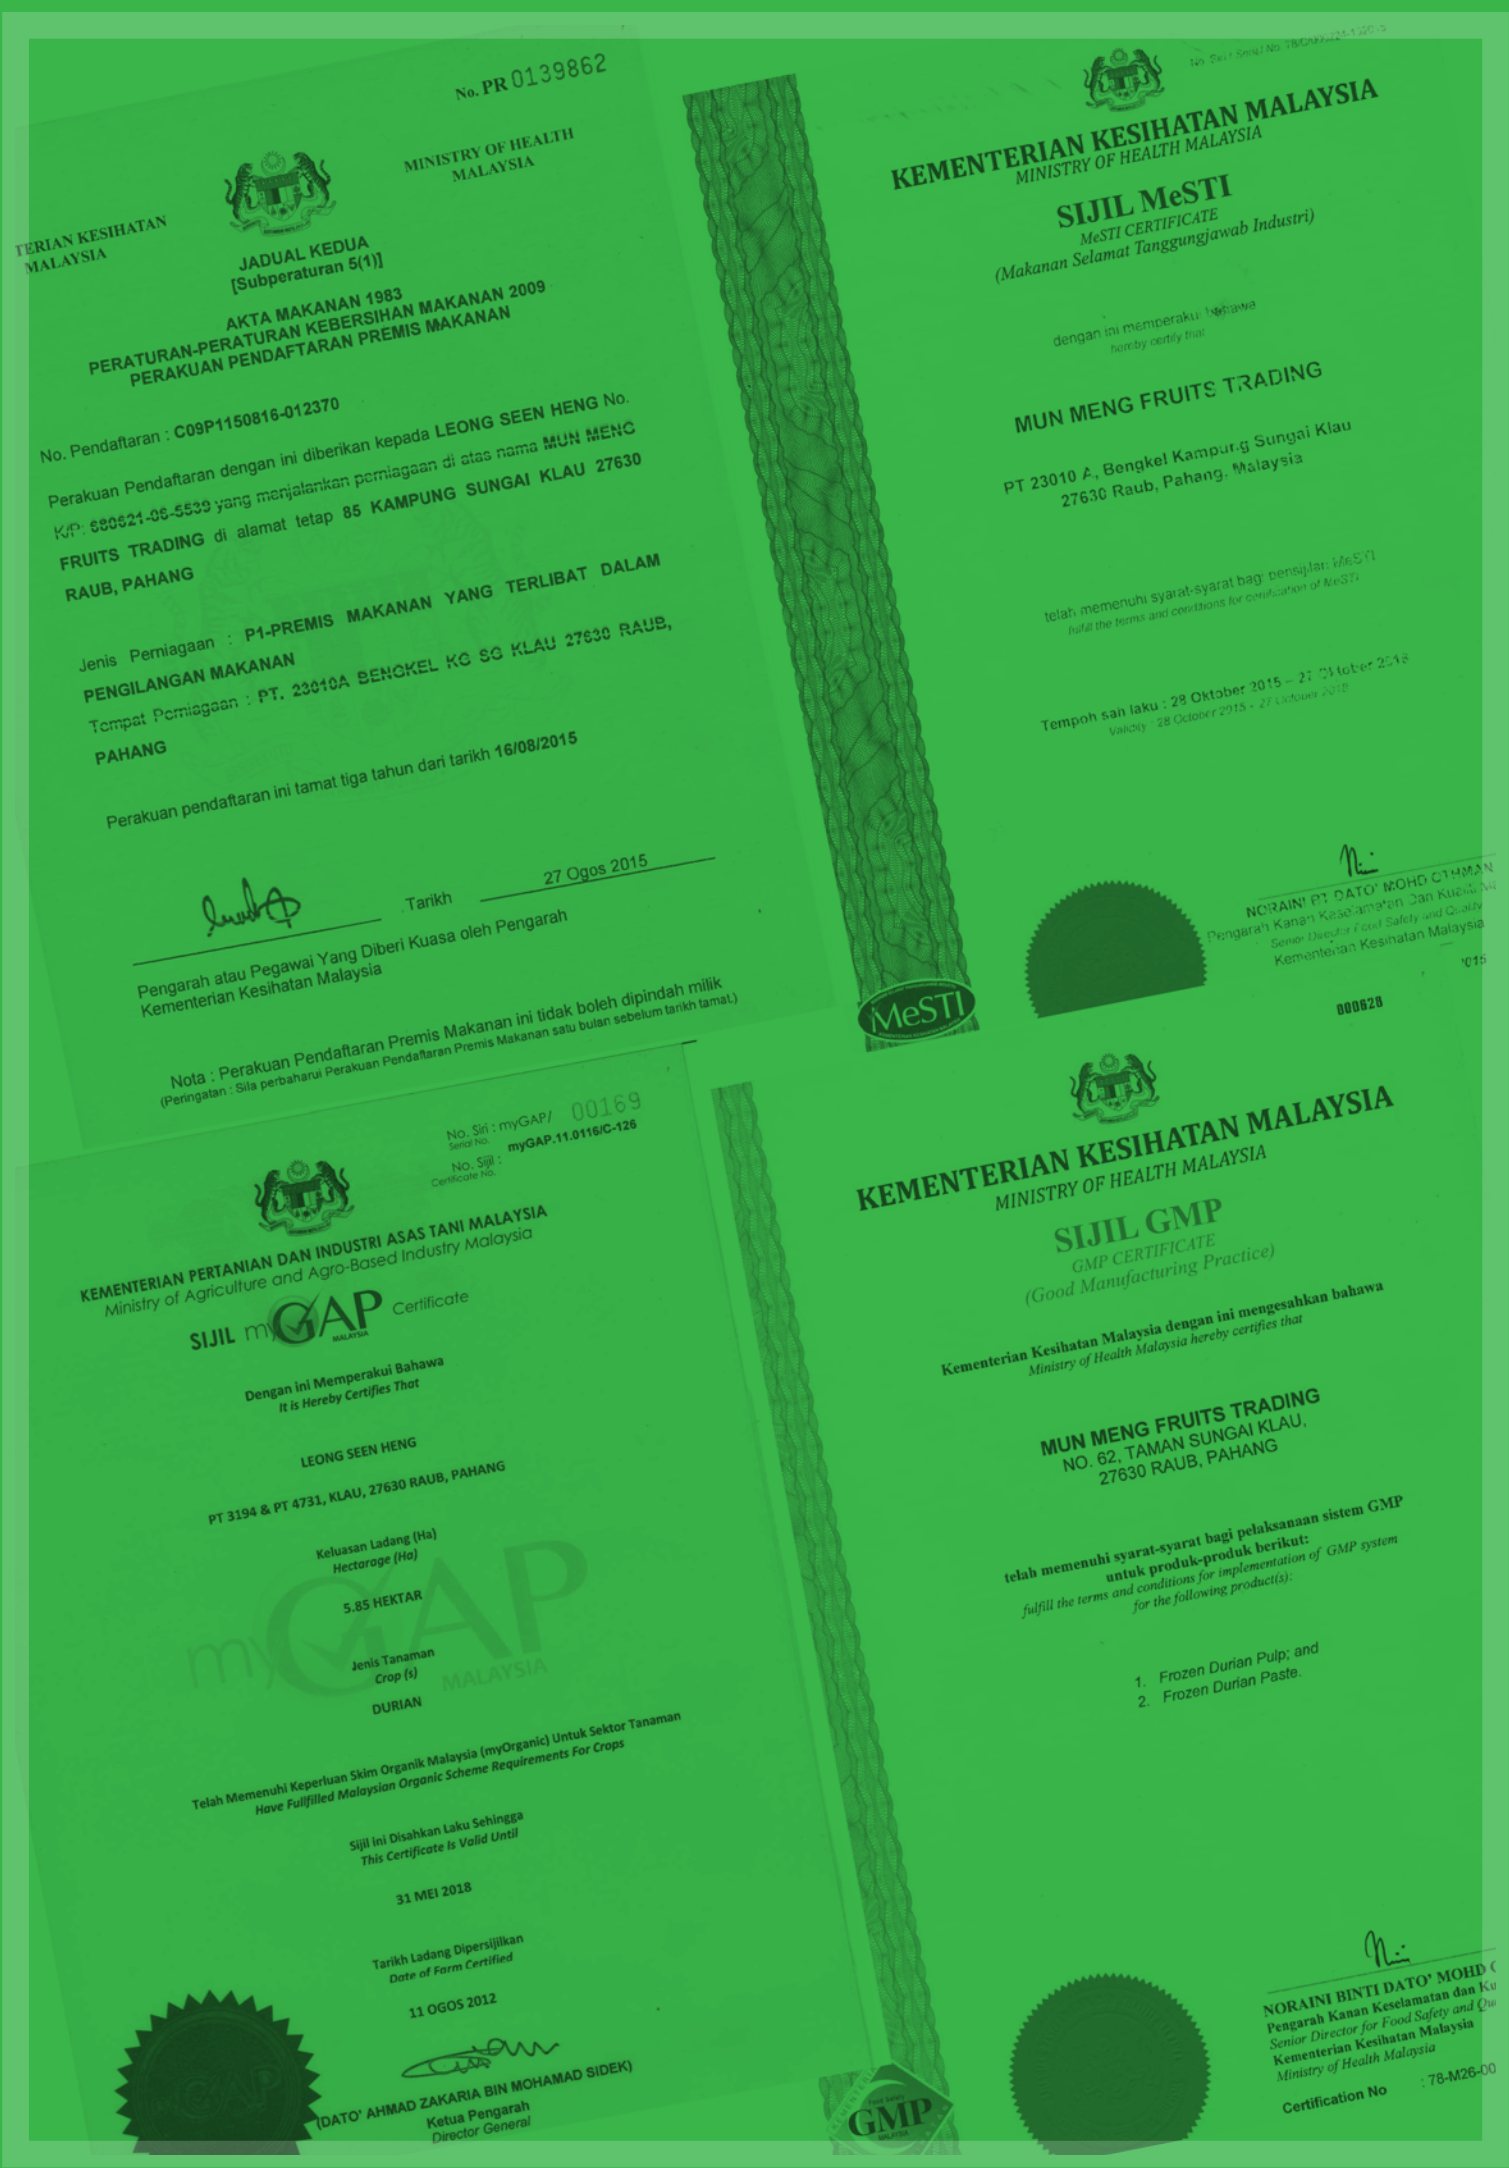 No. PR 0139862
MINISTRY OF HEALTH
MALAYSIA
TERIAN KESIHATAN
MALAYSIA
JADUAL KEDUA
[Subperaturan 5(1)]
AKTA MAKANAN 1983
PERATURAN-PERATURAN KEBERSIHAN MAKANAN 2009
PERAKUAN PENDAFTARAN PREMIS MAKANAN
No. Pendaftaran : C09P1150816-012370
Perakuan Pendaftaran dengan ini diberikan kepada LEONG SEEN HENG No.
K/P: yang menjalankan perniagaan di atas nama MUN MENG
FRUITS TRADING di alamat tetap 85 KAMPUNG SUNGAI KLAU 27630
RAUB, PAHANG
Jenis Perniagaan : P1-PREMIS MAKANAN YANG TERLIBAT DALAM
PENGILANGAN MAKANAN
Tempat Perniagaan : PT. 23010A BENGKEL KG SG KLAU 27630 RAUB,
PAHANG
Perakuan pendaftaran ini tamat tiga tahun dari tarikh 16/08/2015
Tarikh 27 Ogos 2015
Pengarah atau Pegawai Yang Diberi Kuasa oleh Pengarah
Kementerian Kesihatan Malaysia
Nota : Perakuan Pendaftaran Premis Makanan ini tidak boleh dipindah milik
(Peringatan : Sila perbaharui Perakuan Pendaftaran Premis Makanan satu bulan sebelum tarikh tamat.)
KEMENTERIAN KESIHATAN MALAYSIA
MINISTRY OF HEALTH MALAYSIA
SIJIL MeSTI
MeSTI CERTIFICATE
(Makanan Selamat Tanggungjawab Industri)
dengan ini memperakui bahawa
hereby certify that
MUN MENG FRUITS TRADING
PT 23010 A, Bengkel Kampung Sungai Klau
27630 Raub, Pahang, Malaysia
telah memenuhi syarat-syarat bagi pensijilan MeSTI
fulfill the terms and conditions for certification of MeSTI
Tempoh sah laku : 28 Oktober 2015 – 27 Oktober 2018
Validity : 28 October 2015 - 27 October 2018
NORAINI BT DATO' MOHD OTHMAN
Pengarah Kanan Keselamatan Dan
Senior Director Food Safety and Quality
Kementerian Kesihatan Malaysia
MeSTI
No. Siri : myGAP/ 00169
Serial No.
myGAP.11.0116/C-126
No. Sijil :
Certificate No.
KEMENTERIAN PERTANIAN DAN INDUSTRI ASAS TANI MALAYSIA
Ministry of Agriculture and Agro-Based Industry Malaysia
SIJIL myGAP Certificate
MALAYSIA
Dengan ini Memperakui Bahawa
It is Hereby Certifies That
LEONG SEEN HENG
PT 3194 & PT 4731, KLAU, 27630 RAUB, PAHANG
Keluasan Ladang (Ha)
Hectarage (Ha)
5.85 HEKTAR
myGAP
MALAYSIA
Jenis Tanaman
Crop (s)
DURIAN
Telah Memenuhi Keperluan Skim Organik Malaysia (myOrganic) Untuk Sektor Tanaman
Have Fullfilled Malaysian Organic Scheme Requirements For Crops
Sijil ini Disahkan Laku Sehingga
This Certificate Is Valid Until
31 MEI 2018
Tarikh Ladang Dipersijilkan
Date of Farm Certified
11 OGOS 2012
(DATO' AHMAD ZAKARIA BIN MOHAMAD SIDEK)
Ketua Pengarah
Director General
000628
KEMENTERIAN KESIHATAN MALAYSIA
MINISTRY OF HEALTH MALAYSIA
SIJIL GMP
GMP CERTIFICATE
(Good Manufacturing Practice)
Kementerian Kesihatan Malaysia dengan ini mengesahkan bahawa
Ministry of Health Malaysia hereby certifies that
MUN MENG FRUITS TRADING
NO. 62, TAMAN SUNGAI KLAU,
27630 RAUB, PAHANG
telah memenuhi syarat-syarat bagi pelaksanaan sistem GMP
untuk produk-produk berikut:
fulfill the terms and conditions for implementation of GMP system
for the following product(s):
1. Frozen Durian Pulp; and
2. Frozen Durian Paste.
NORAINI BINTI DATO' MOHD
Pengarah Kanan Keselamatan dan Ku
Senior Director for Food Safety and Qu
Kementerian Kesihatan Malaysia
Ministry of Health Malaysia
Certification No : 78-M26-00
GMP
MALAYSIA